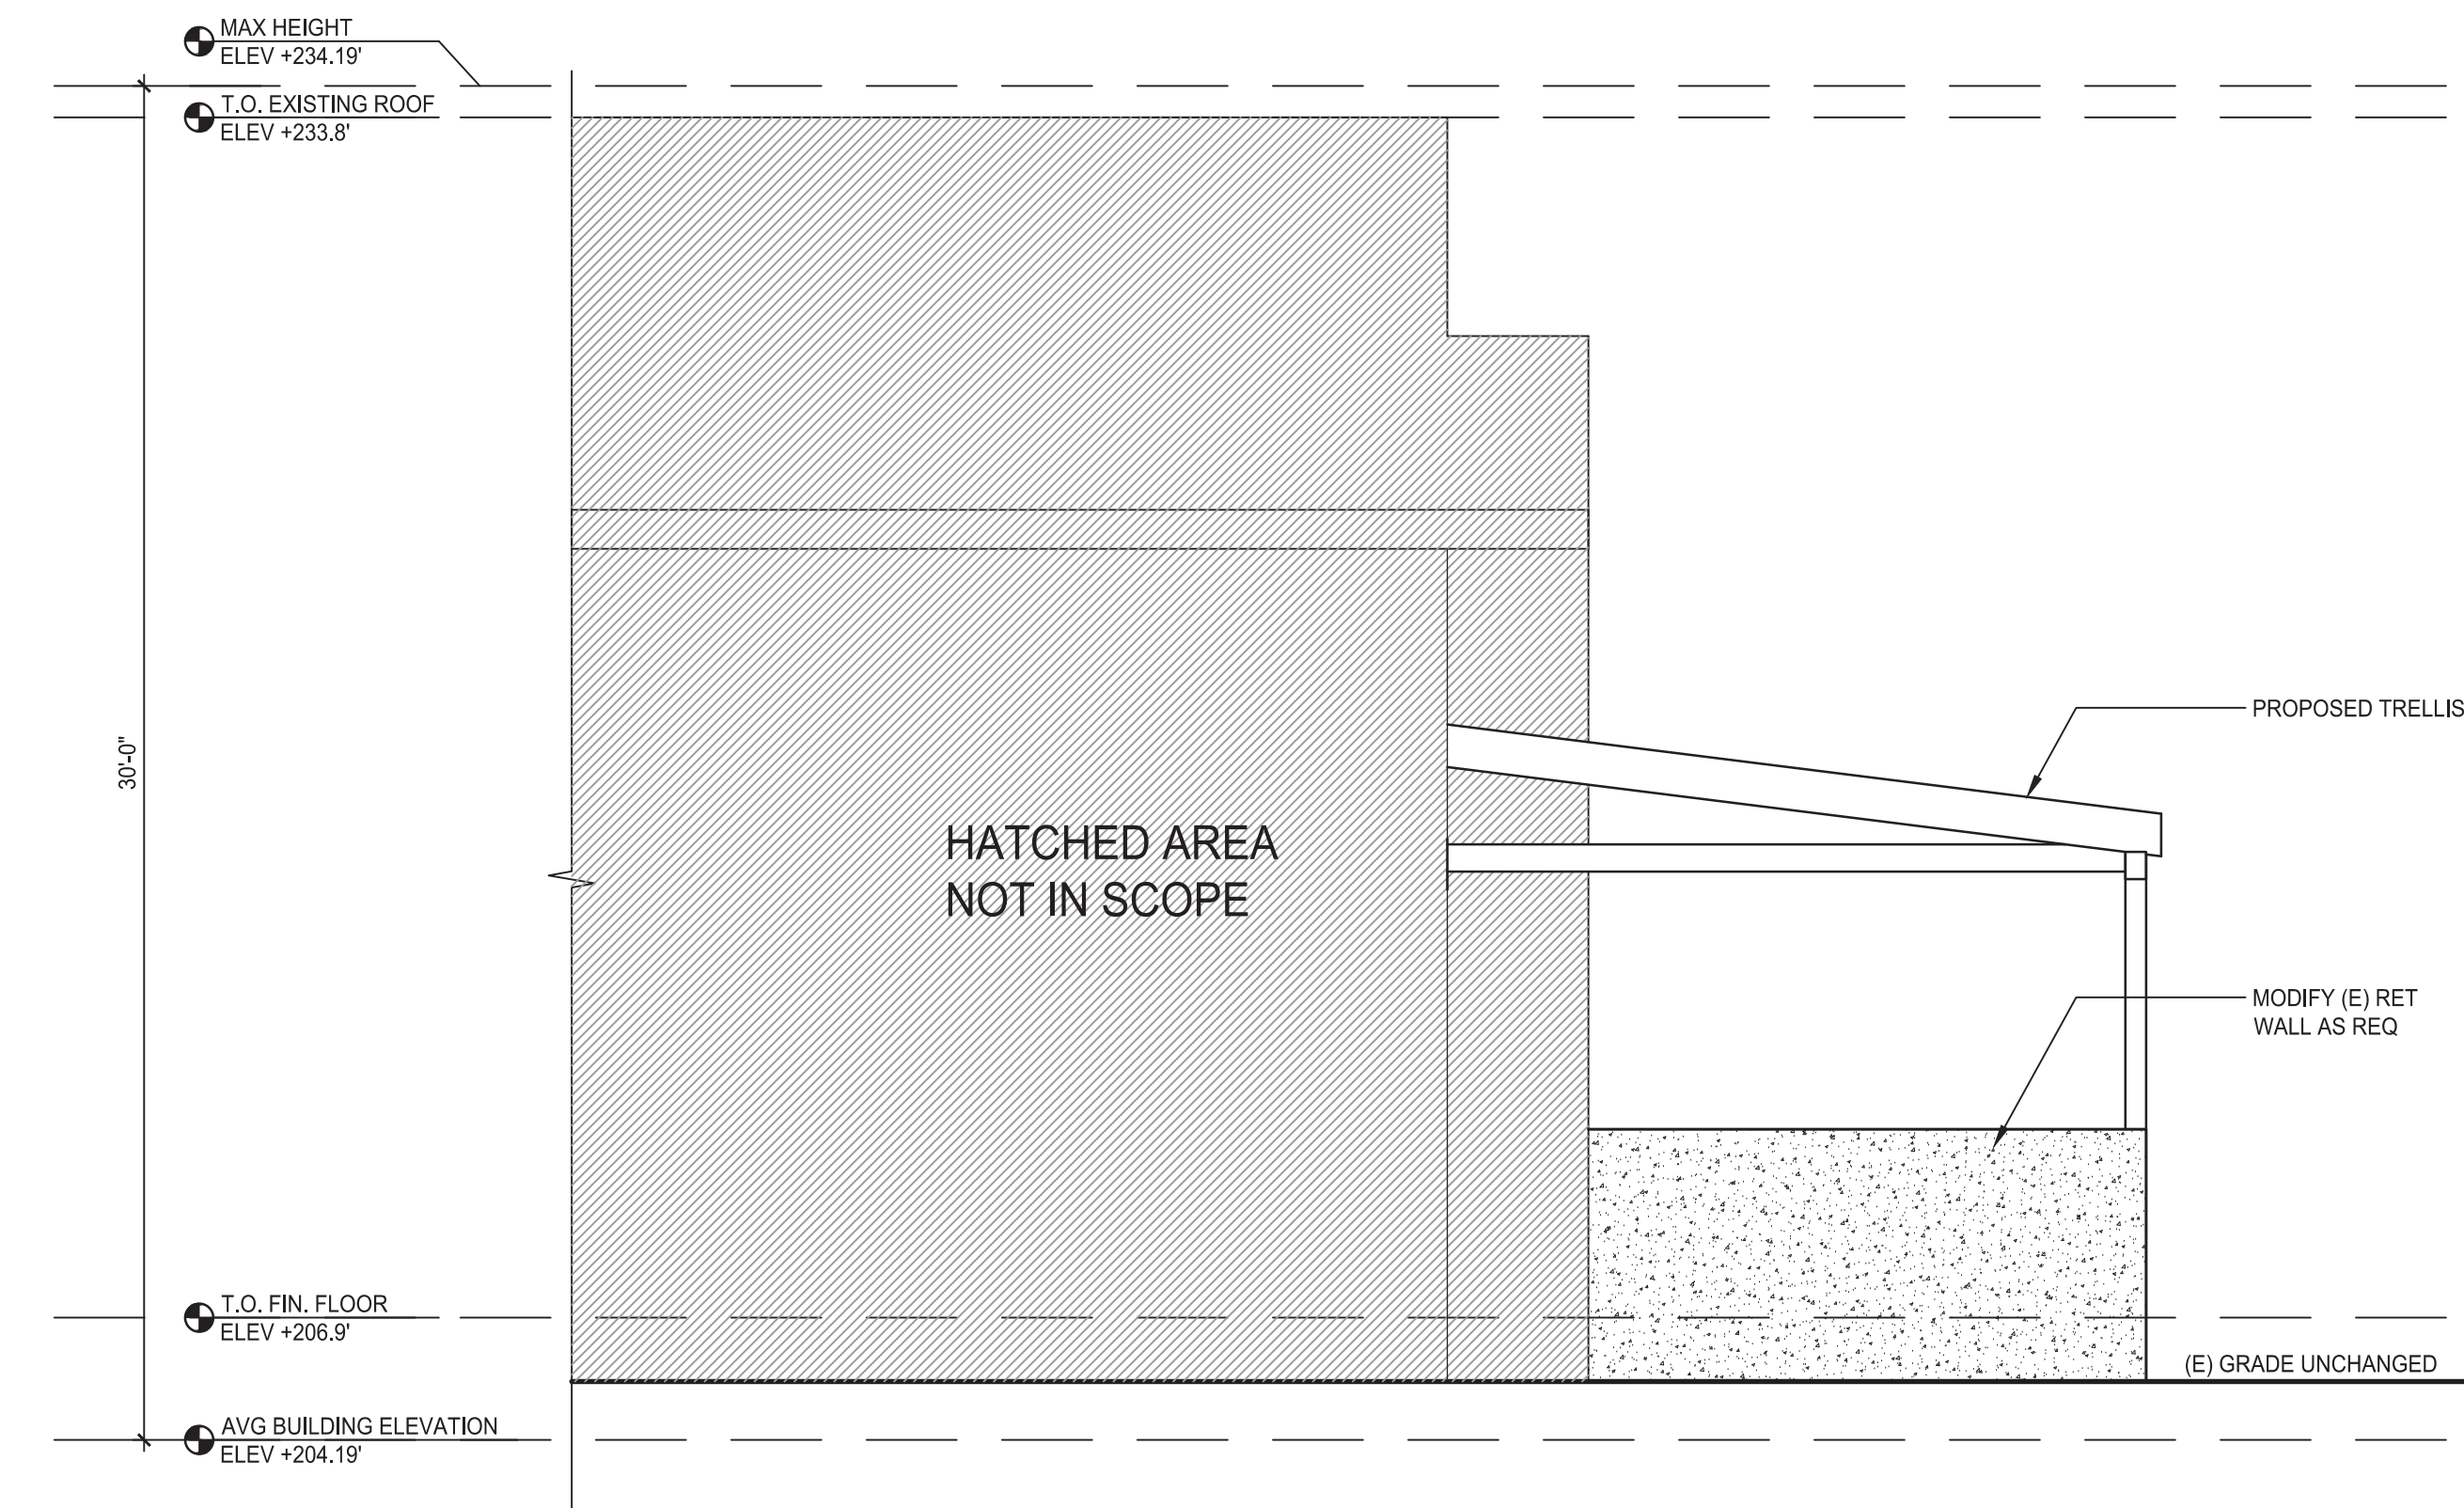 MAX HEIGHT
ELEV +234.19'
T.O. EXISTING ROOF
ELEV +233.8'
30'-0"
PROPOSED TRELLIS
HATCHED AREA
NOT IN SCOPE
MODIFY (E) RET
WALL AS REQ
T.O. FIN. FLOOR
ELEV +206.9'
(E) GRADE UNCHANGED
AVG BUILDING ELEVATION
ELEV +204.19'